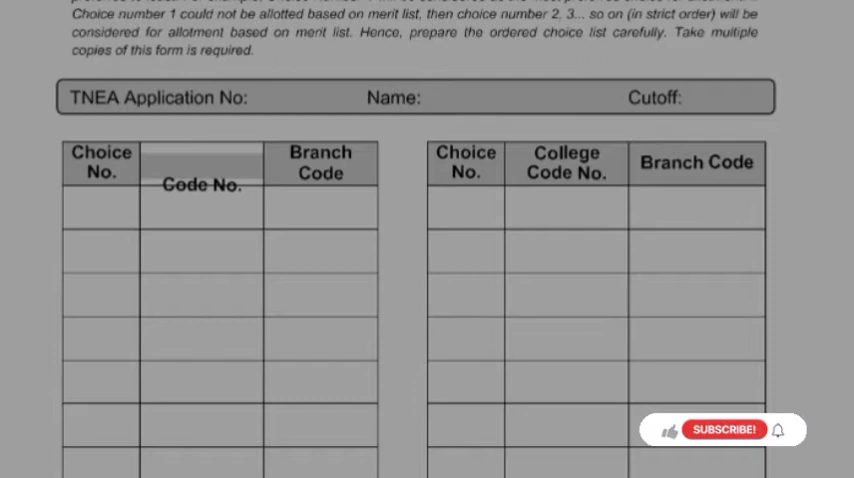 Choice number 1 could not be allotted based on merit list, then choice number 2, 3... so on (in strict order) will be
considered for allotment based on merit list. Hence, prepare the ordered choice list carefully. Take multiple
copies of this form is required.
TNEA Application No: Name: Cutoff:
Choice No.
Code No.
Branch Code
Choice No.
College Code No.
Branch Code
SUBSCRIBE!